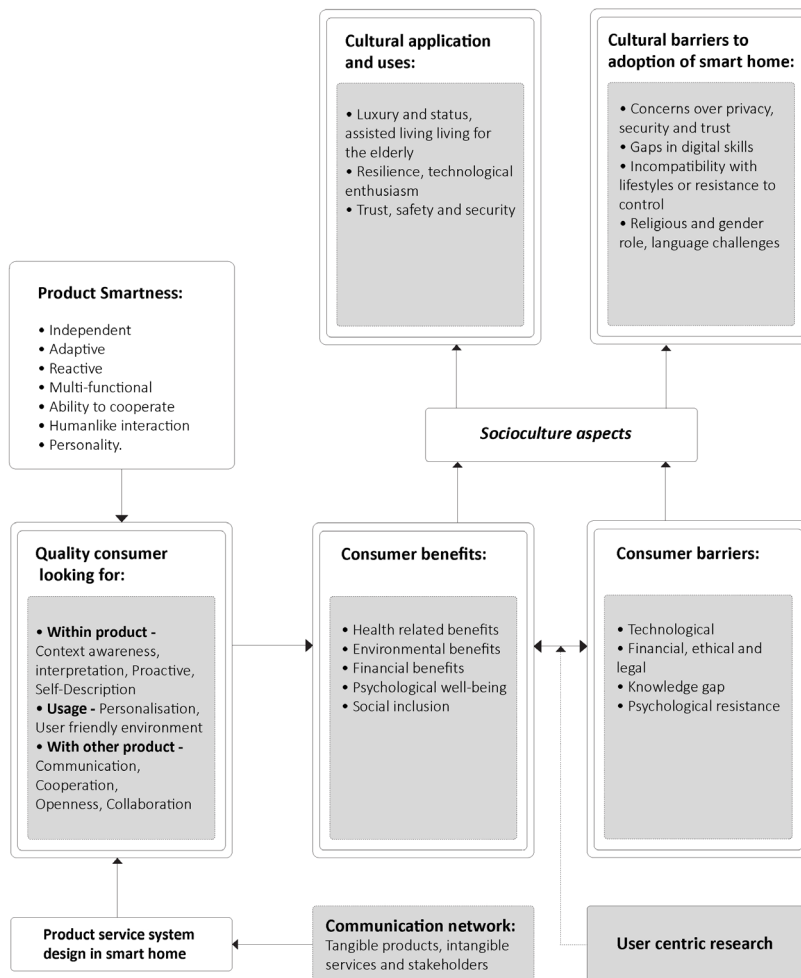 Cultural application
and uses:
• Luxury and status,
assisted living living for
the elderly
• Resilience, technological
enthusiasm
• Trust, safety and security
Cultural barriers to
adoption of smart home:
• Concerns over privacy,
security and trust
• Gaps in digital skills
• Incompatibility with
lifestyles or resistance to
control
• Religious and gender
role, language challenges
Product Smartness:
• Independent
• Adaptive
• Reactive
• Multi-functional
• Ability to cooperate
• Humanlike interaction
• Personality.
Socioculture aspects
Quality consumer
looking for:
• Within product -
Context awareness,
interpretation, Proactive,
Self-Description
• Usage - Personalisation,
User friendly environment
• With other product -
Communication,
Cooperation,
Openness, Collaboration
Consumer benefits:
• Health related benefits
• Environmental benefits
• Financial benefits
• Psychological well-being
• Social inclusion
Consumer barriers:
• Technological
• Financial, ethical and
legal
• Knowledge gap
• Psychological resistance
Product service system
design in smart home
Communication network:
Tangible products, intangible
services and stakeholders
User centric research